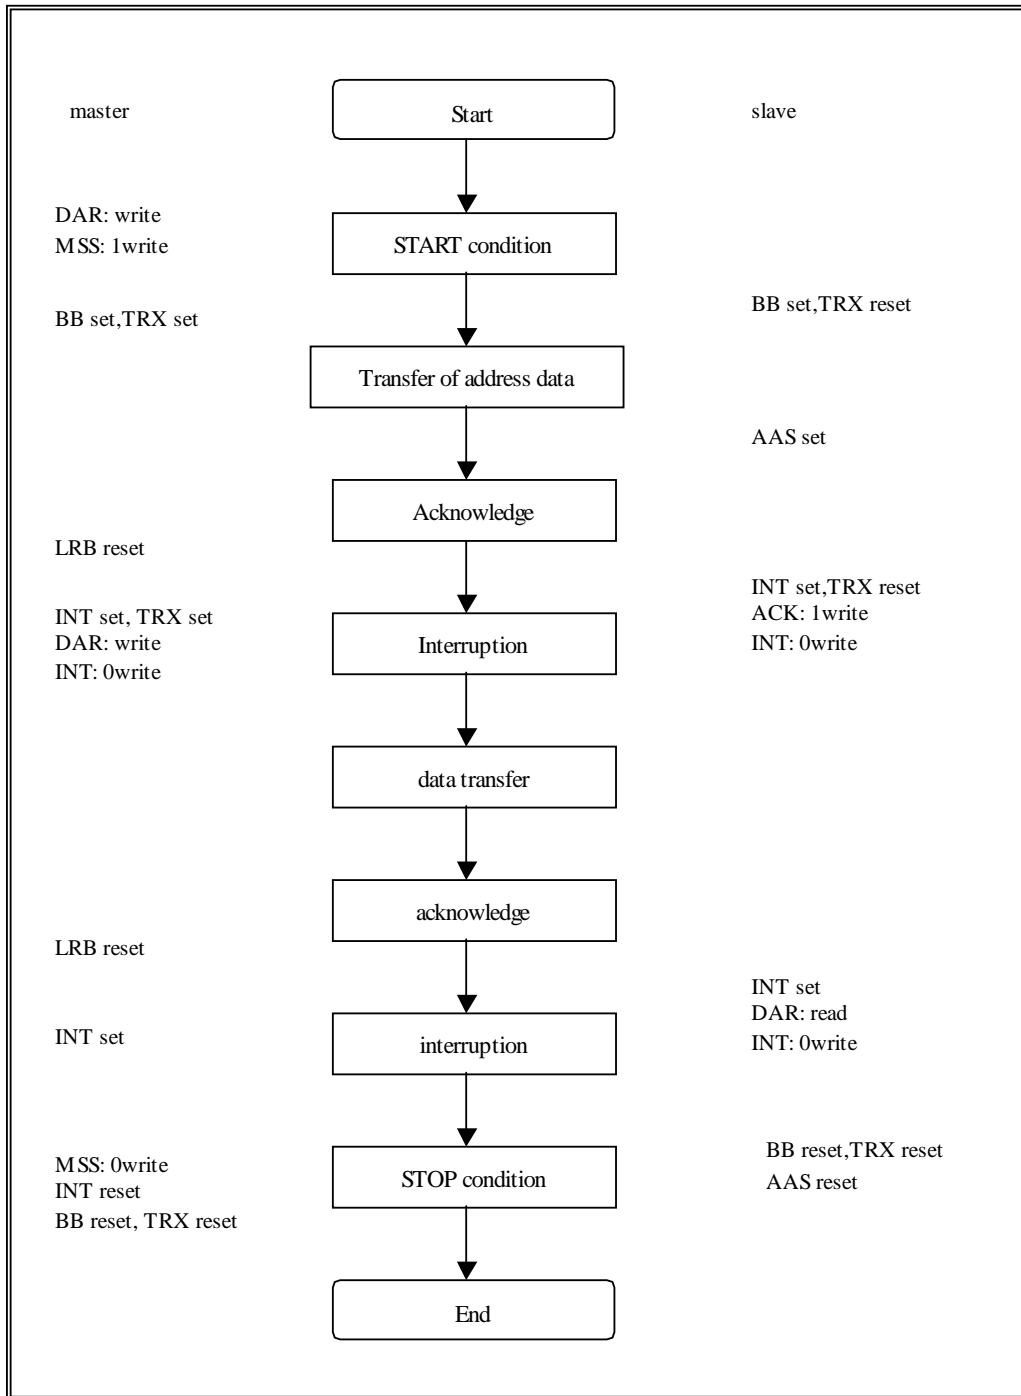 master
Start
slave
DAR: write
MSS: 1write
START condition
BB set,TRX set
BB set,TRX reset
Transfer of address data
AAS set
Acknowledge
LRB reset
INT set, TRX set
DAR: write
INT: 0write
Interruption
INT set,TRX reset
ACK: 1write
INT: 0write
data transfer
acknowledge
LRB reset
INT set
interruption
INT set
DAR: read
INT: 0write
MSS: 0write
INT reset
BB reset, TRX reset
STOP condition
BB reset,TRX reset
AAS reset
End